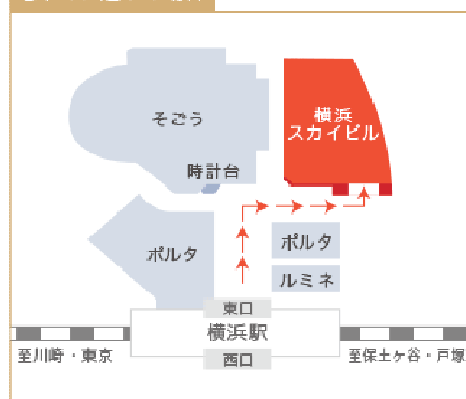 そごう
横浜
スカイビル
時計台
ポルタ
ポルタ
ルミネ
東口
横浜駅
西口
至川崎・東京
至保土ヶ谷・戸塚